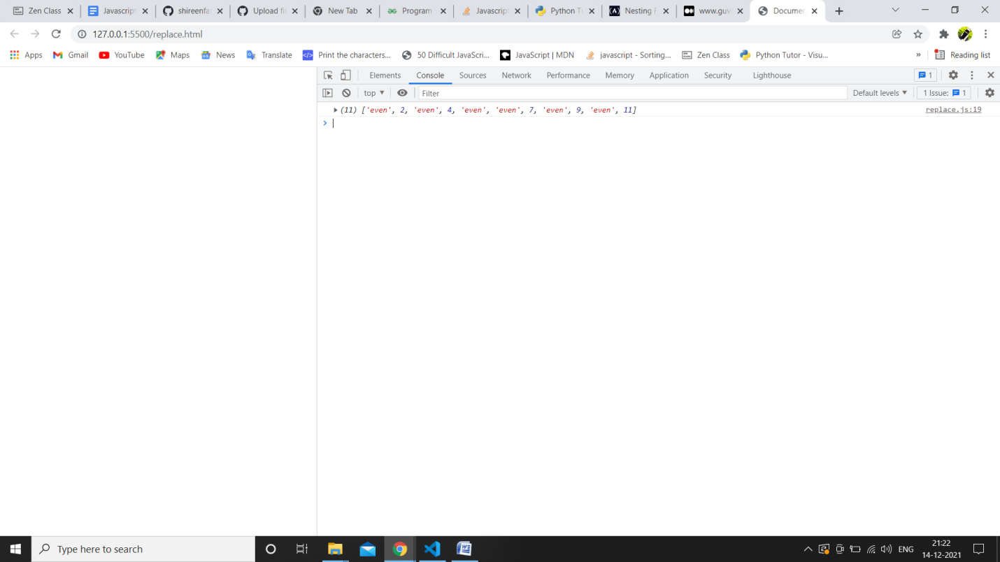 Zen Class Javascript shireenfa Upload fil New Tab Program Javascript Python Tu Nesting F www.guvi Documen
127.0.0.1:5500/replace.html
Apps Gmail YouTube Maps News Translate Print the characters... 50 Difficult JavaScri... JavaScript | MDN javascript - Sorting... Zen Class Python Tutor - Visu... » Reading list
Elements Console Sources Network Performance Memory Application Security Lighthouse 1
top Filter Default levels 1 Issue: 1
(11) ['even', 2, 'even', 4, 'even', 'even', 7, 'even', 9, 'even', 11] replace.js:19
Type here to search ENG 21:22
14-12-2021